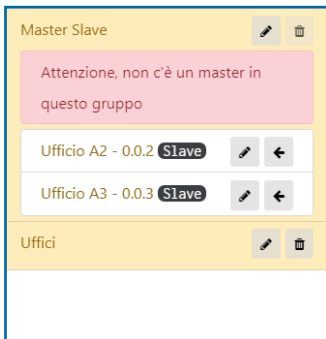 Master Slave
Attenzione, non c'è un master in
questo gruppo
Ufficio A2 - 0.0.2 Slave
Ufficio A3 - 0.0.3 Slave
Uffici